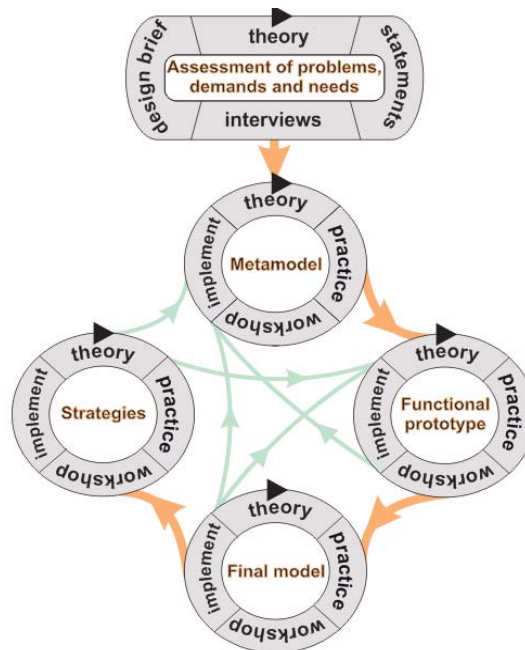 theory
design brief
Assessment of problems,
demands and needs
statements
interviews
theory
implement
Metamodel
practice
workshop
theory
implement
Strategies
practice
workshop
theory
implement
Functional
prototype
practice
workshop
theory
implement
Final model
practice
workshop